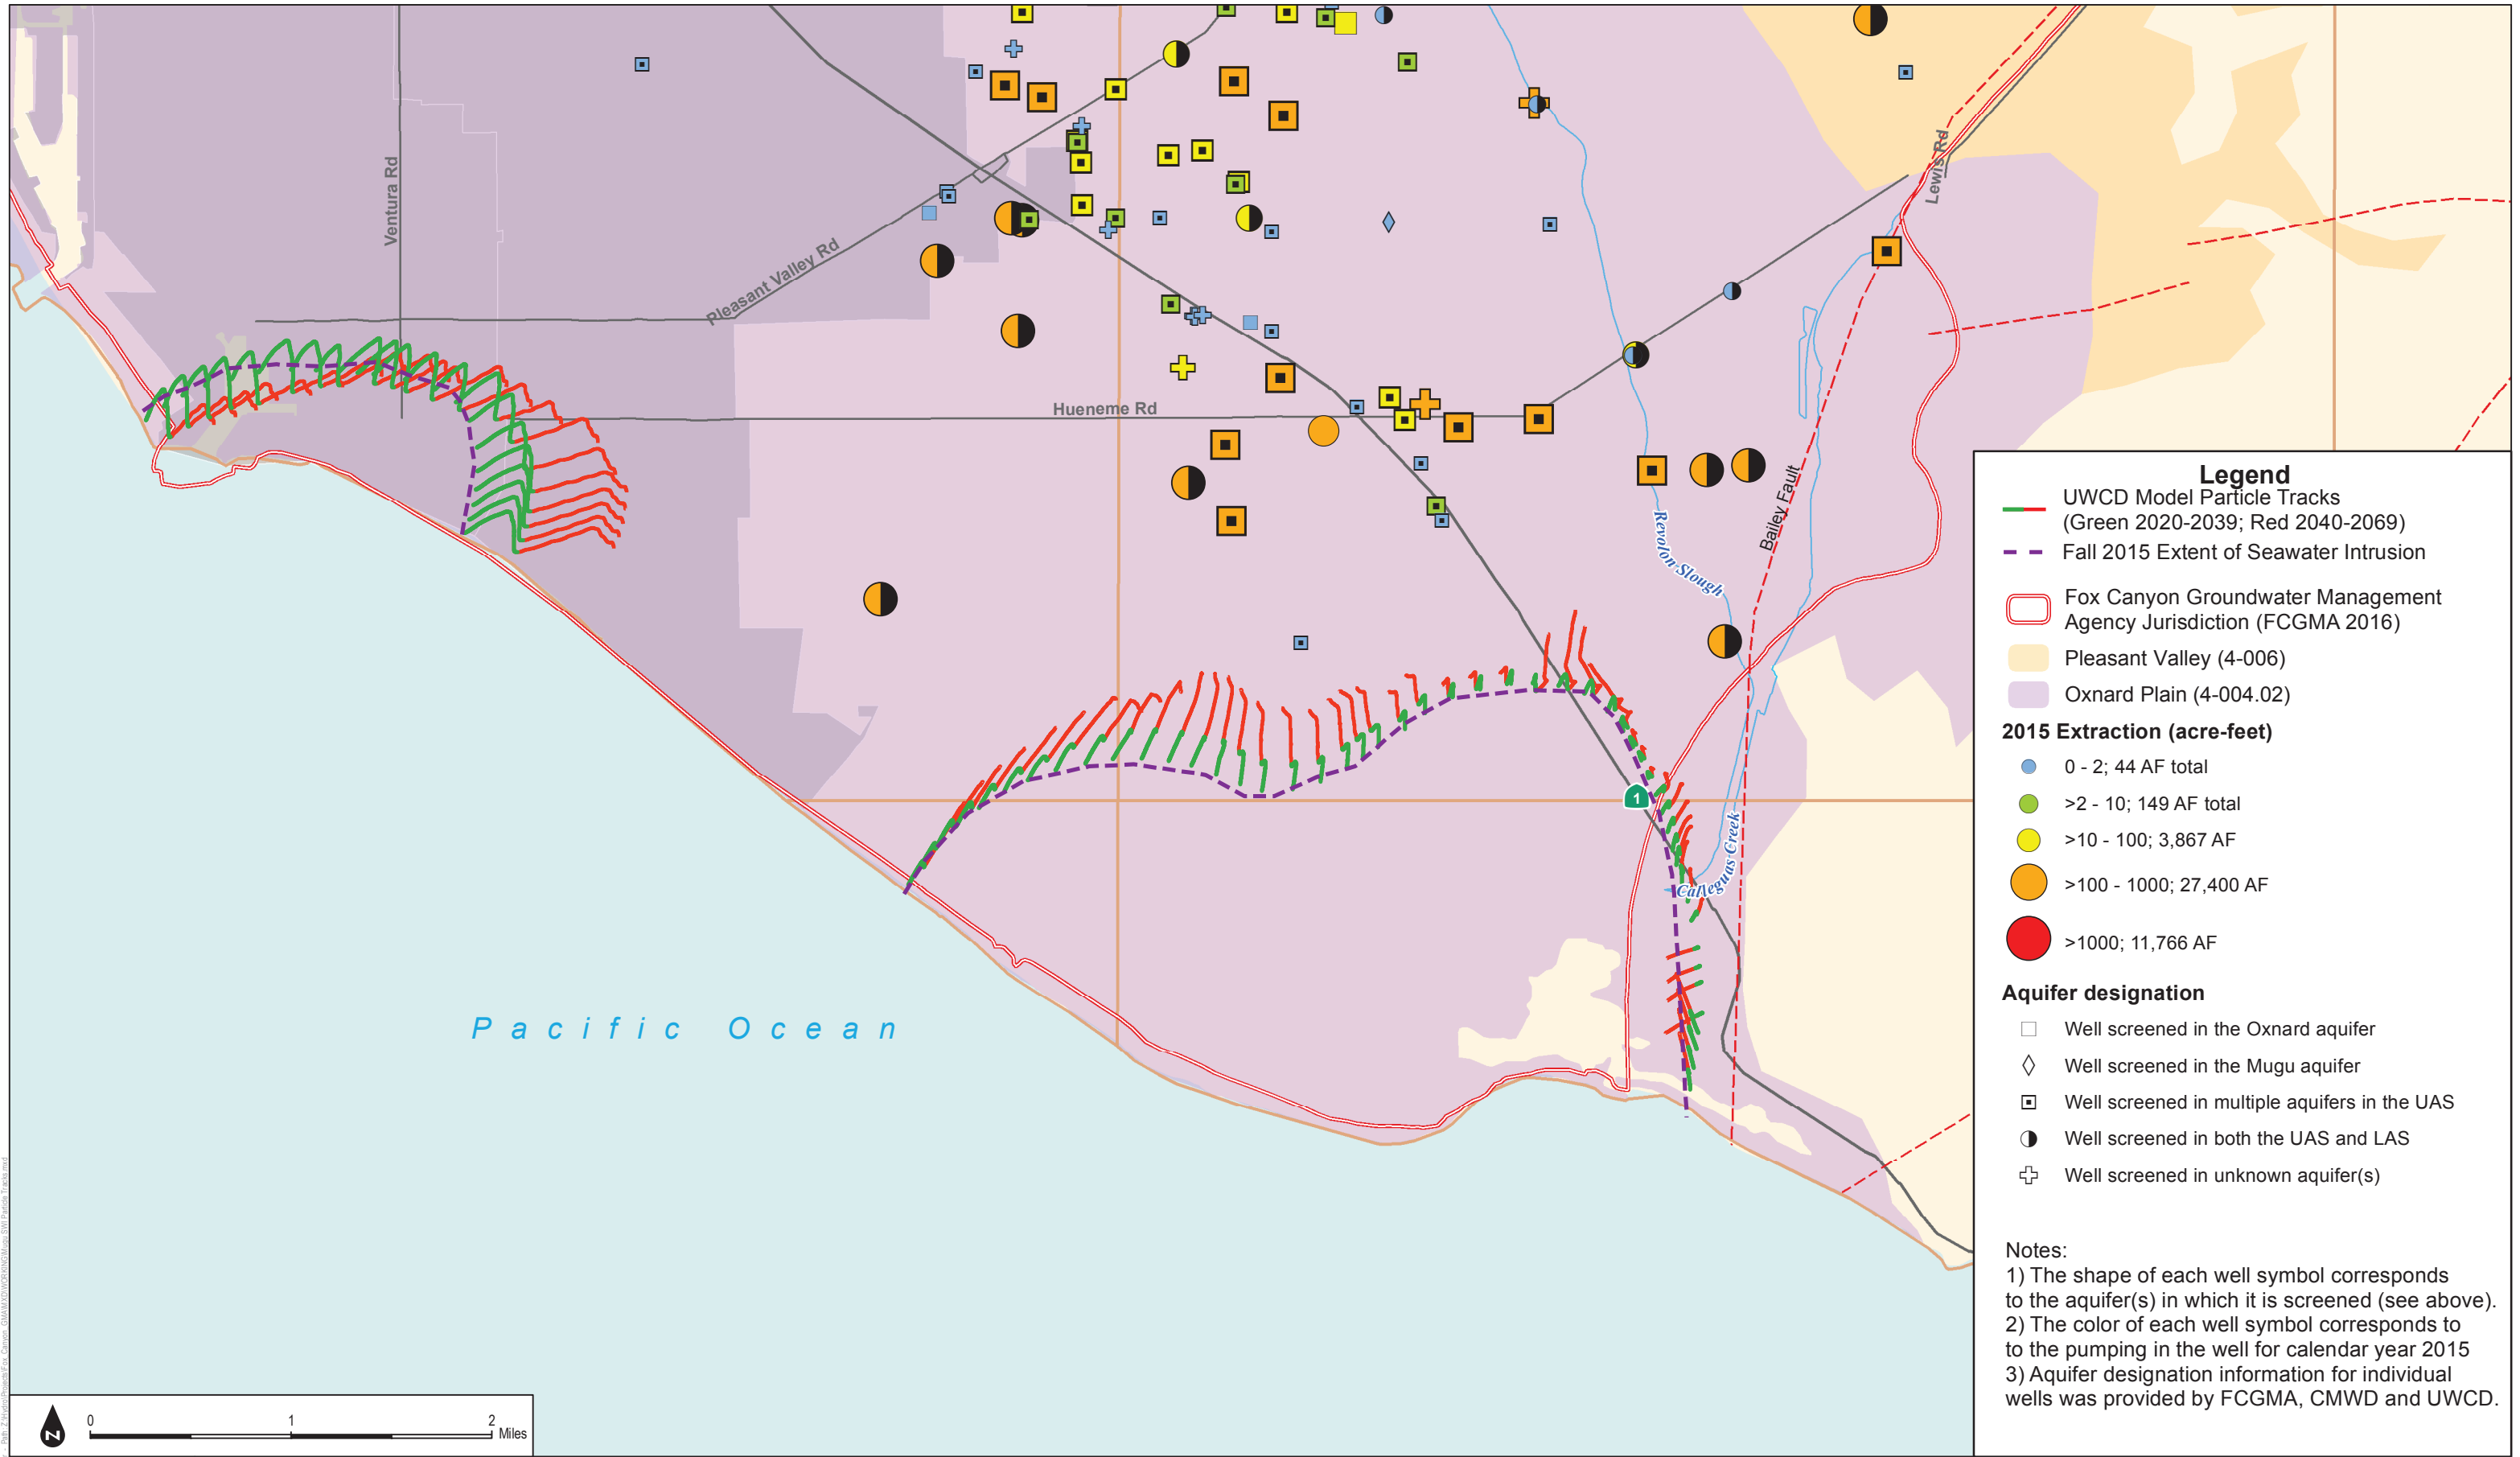 Ventura Rd
Pleasant Valley Rd
Hueneme Rd
Lewis Rd
Bailey Fault
Revolon Slough
1
Calleguas Creek
Pacific Ocean
0 1 2 Miles
N
Legend
UWCD Model Particle Tracks
(Green 2020-2039; Red 2040-2069)
Fall 2015 Extent of Seawater Intrusion
Fox Canyon Groundwater Management
Agency Jurisdiction (FCGMA 2016)
Pleasant Valley (4-006)
Oxnard Plain (4-004.02)
2015 Extraction (acre-feet)
0 - 2; 44 AF total
>2 - 10; 149 AF total
>10 - 100; 3,867 AF
>100 - 1000; 27,400 AF
>1000; 11,766 AF
Aquifer designation
Well screened in the Oxnard aquifer
Well screened in the Mugu aquifer
Well screened in multiple aquifers in the UAS
Well screened in both the UAS and LAS
Well screened in unknown aquifer(s)
Notes:
1) The shape of each well symbol corresponds
to the aquifer(s) in which it is screened (see above).
2) The color of each well symbol corresponds to
to the pumping in the well for calendar year 2015
3) Aquifer designation information for individual
wells was provided by FCGMA, CMWD and UWCD.